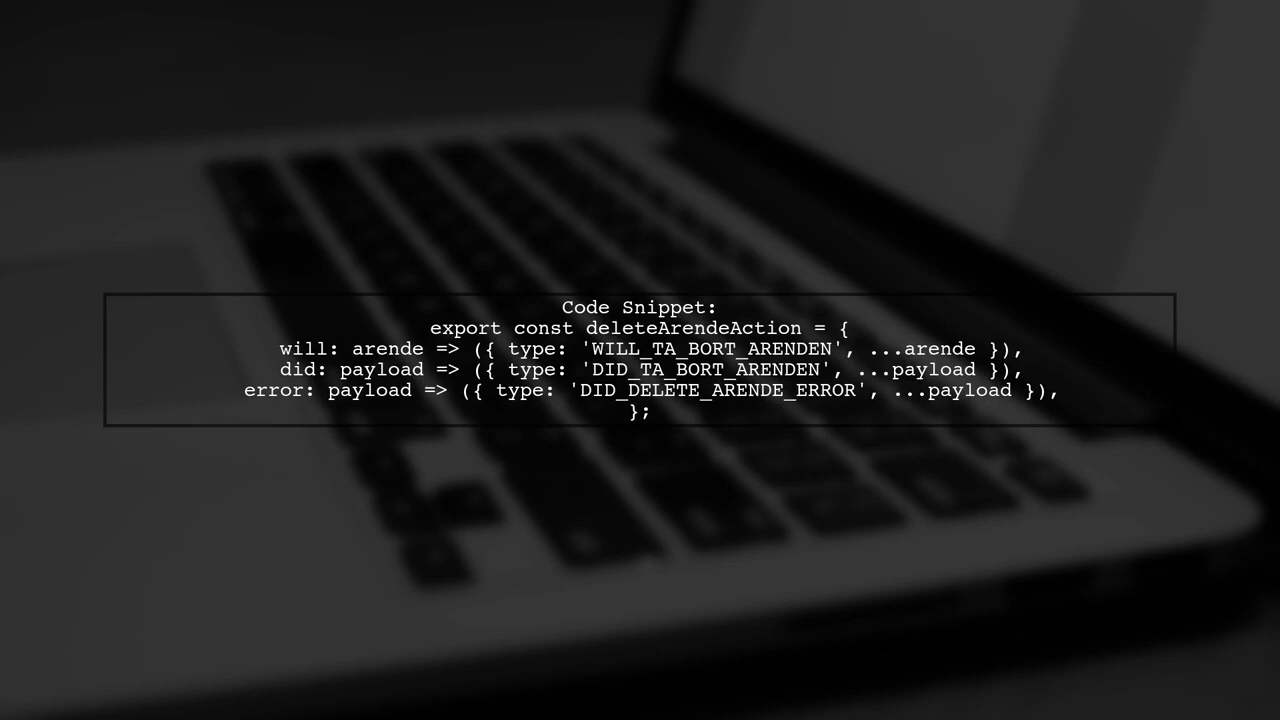 Code Snippet:
export const deleteArendeAction = {
will: arende => ({ type: 'WILL_TA_BORT_ARENDEN', ...arende }),
did: payload => ({ type: 'DID_TA_BORT_ARENDEN', ...payload }),
error: payload => ({ type: 'DID_DELETE_ARENDE_ERROR', ...payload }),
};